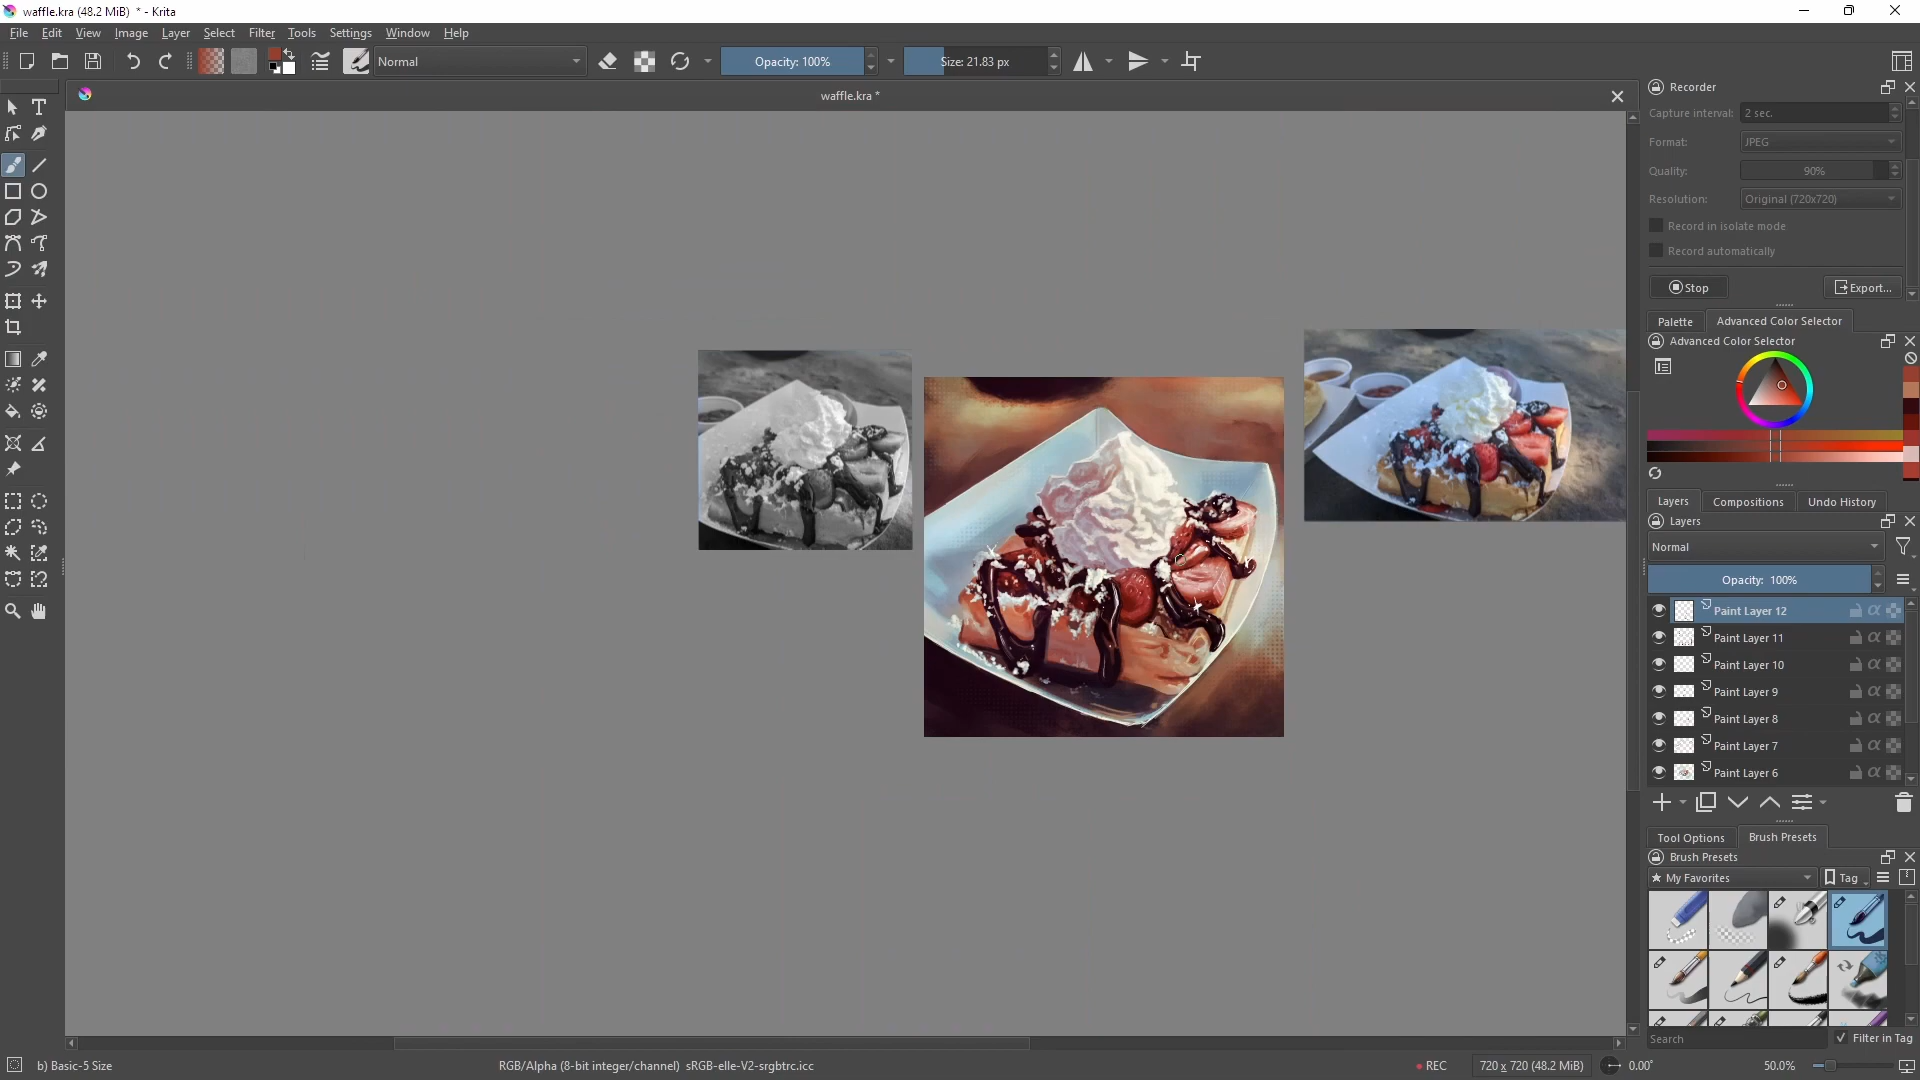 waffle.kra (48.2 MiB) * - Krita
File Edit View Image Layer Select Filter Tools Settings Window Help
Normal Opacity: 100% Size: 21.83 px
waffle.kra *
Recorder
Capture interval: 2 sec.
Format: JPEG
Quality: 90%
Resolution: Original (720x720)
Record in isolate mode
Record automatically
Stop Export...
Palette Advanced Color Selector
Advanced Color Selector
Layers Compositions Undo History
Layers
Normal
Opacity: 100%
Paint Layer 12
Paint Layer 11
Paint Layer 10
Paint Layer 9
Paint Layer 8
Paint Layer 7
Paint Layer 6
Tool Options Brush Presets
Brush Presets
★ My Favorites Tag
Search Filter in Tag
b) Basic-5 Size RGB/Alpha (8-bit integer/channel) sRGB-elle-V2-srgbtrc.icc REC 720 x 720 (48.2 MiB) 0.00° 50.0%